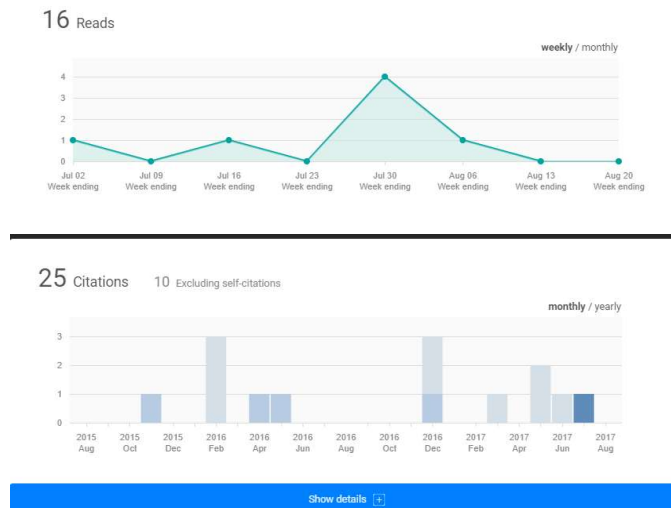 16 Reads
weekly / monthly
4
3
2
1
0
Jul 02 Jul 09 Jul 16 Jul 23 Jul 30 Aug 06 Aug 13 Aug 20
Week ending Week ending Week ending Week ending Week ending Week ending Week ending Week ending
25 Citations 10 Excluding self-citations
monthly / yearly
3
2
1
0
2015 2015 2015 2016 2016 2016 2016 2016 2016 2017 2017 2017 2017
Aug Oct Dec Feb Apr Jun Aug Oct Dec Feb Apr Jun Aug
Show details +